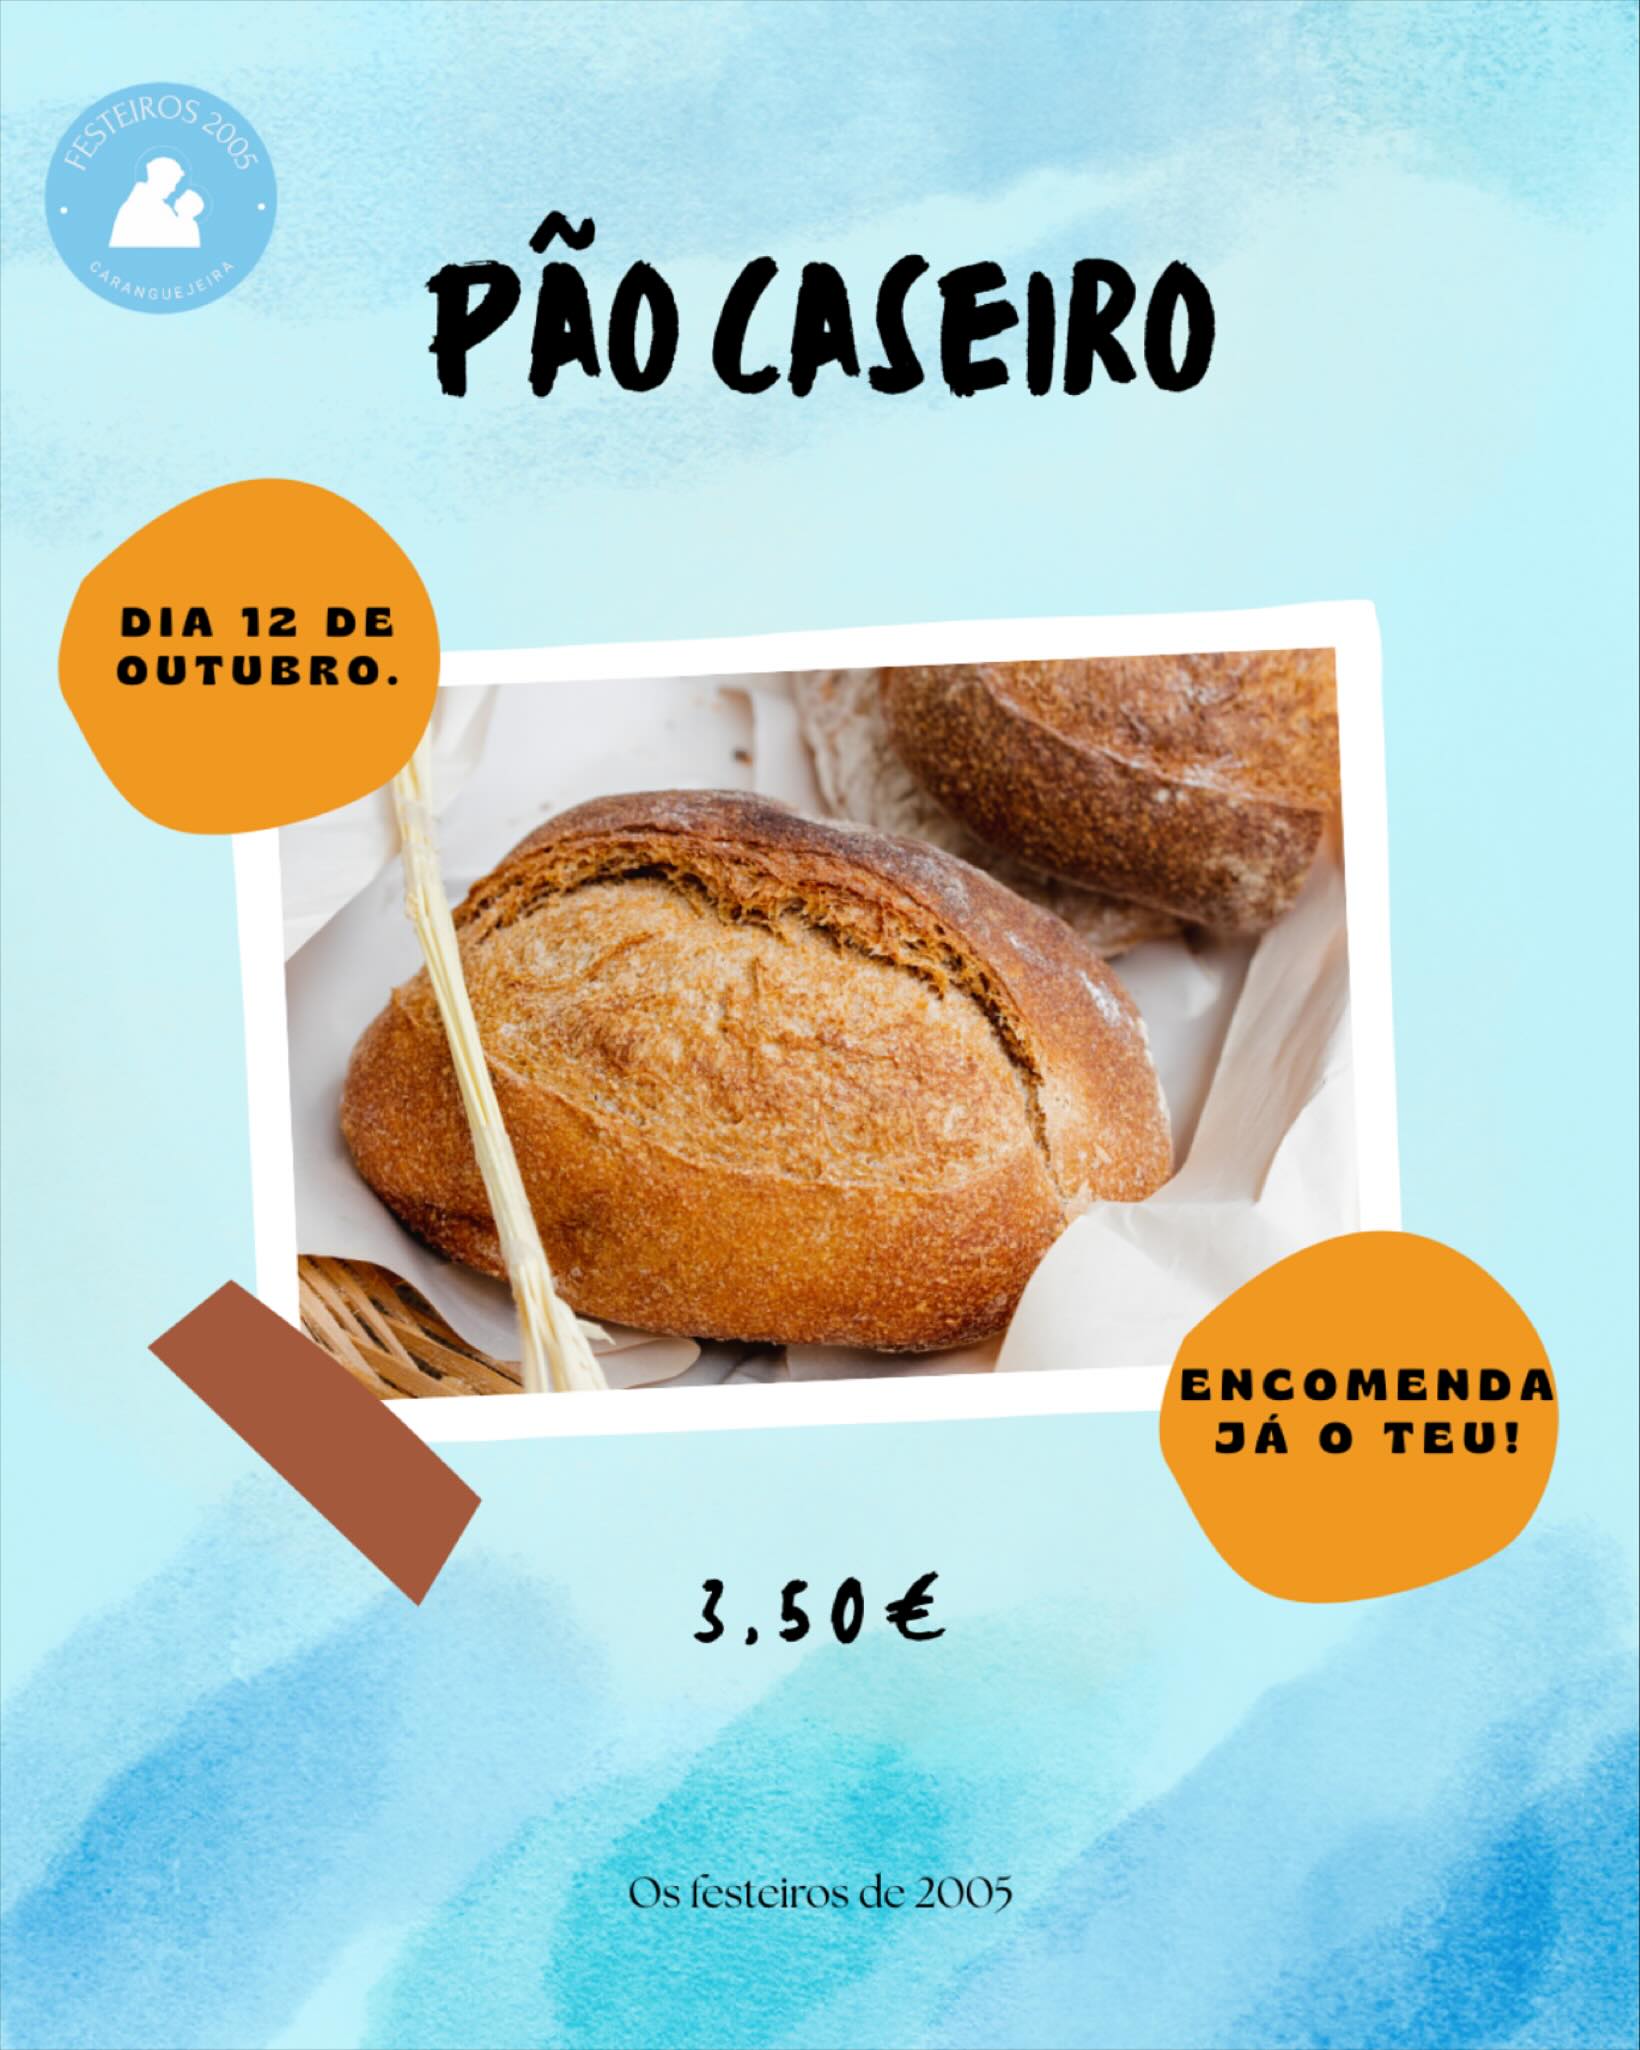 FESTEIROS 2005
CARANGUEJEIRA
PÃO CASEIRO
DIA 12 DE
OUTUBRO.
ENCOMENDA
JÁ O TEU!
3,50€
Os festeiros de 2005